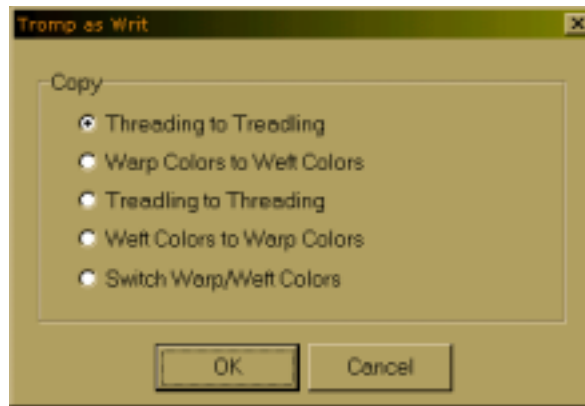 Tromp as Writ
Copy
Threading to Treadling
Warp Colors to Weft Colors
Treadling to Threading
Weft Colors to Warp Colors
Switch Warp/Weft Colors
OK Cancel